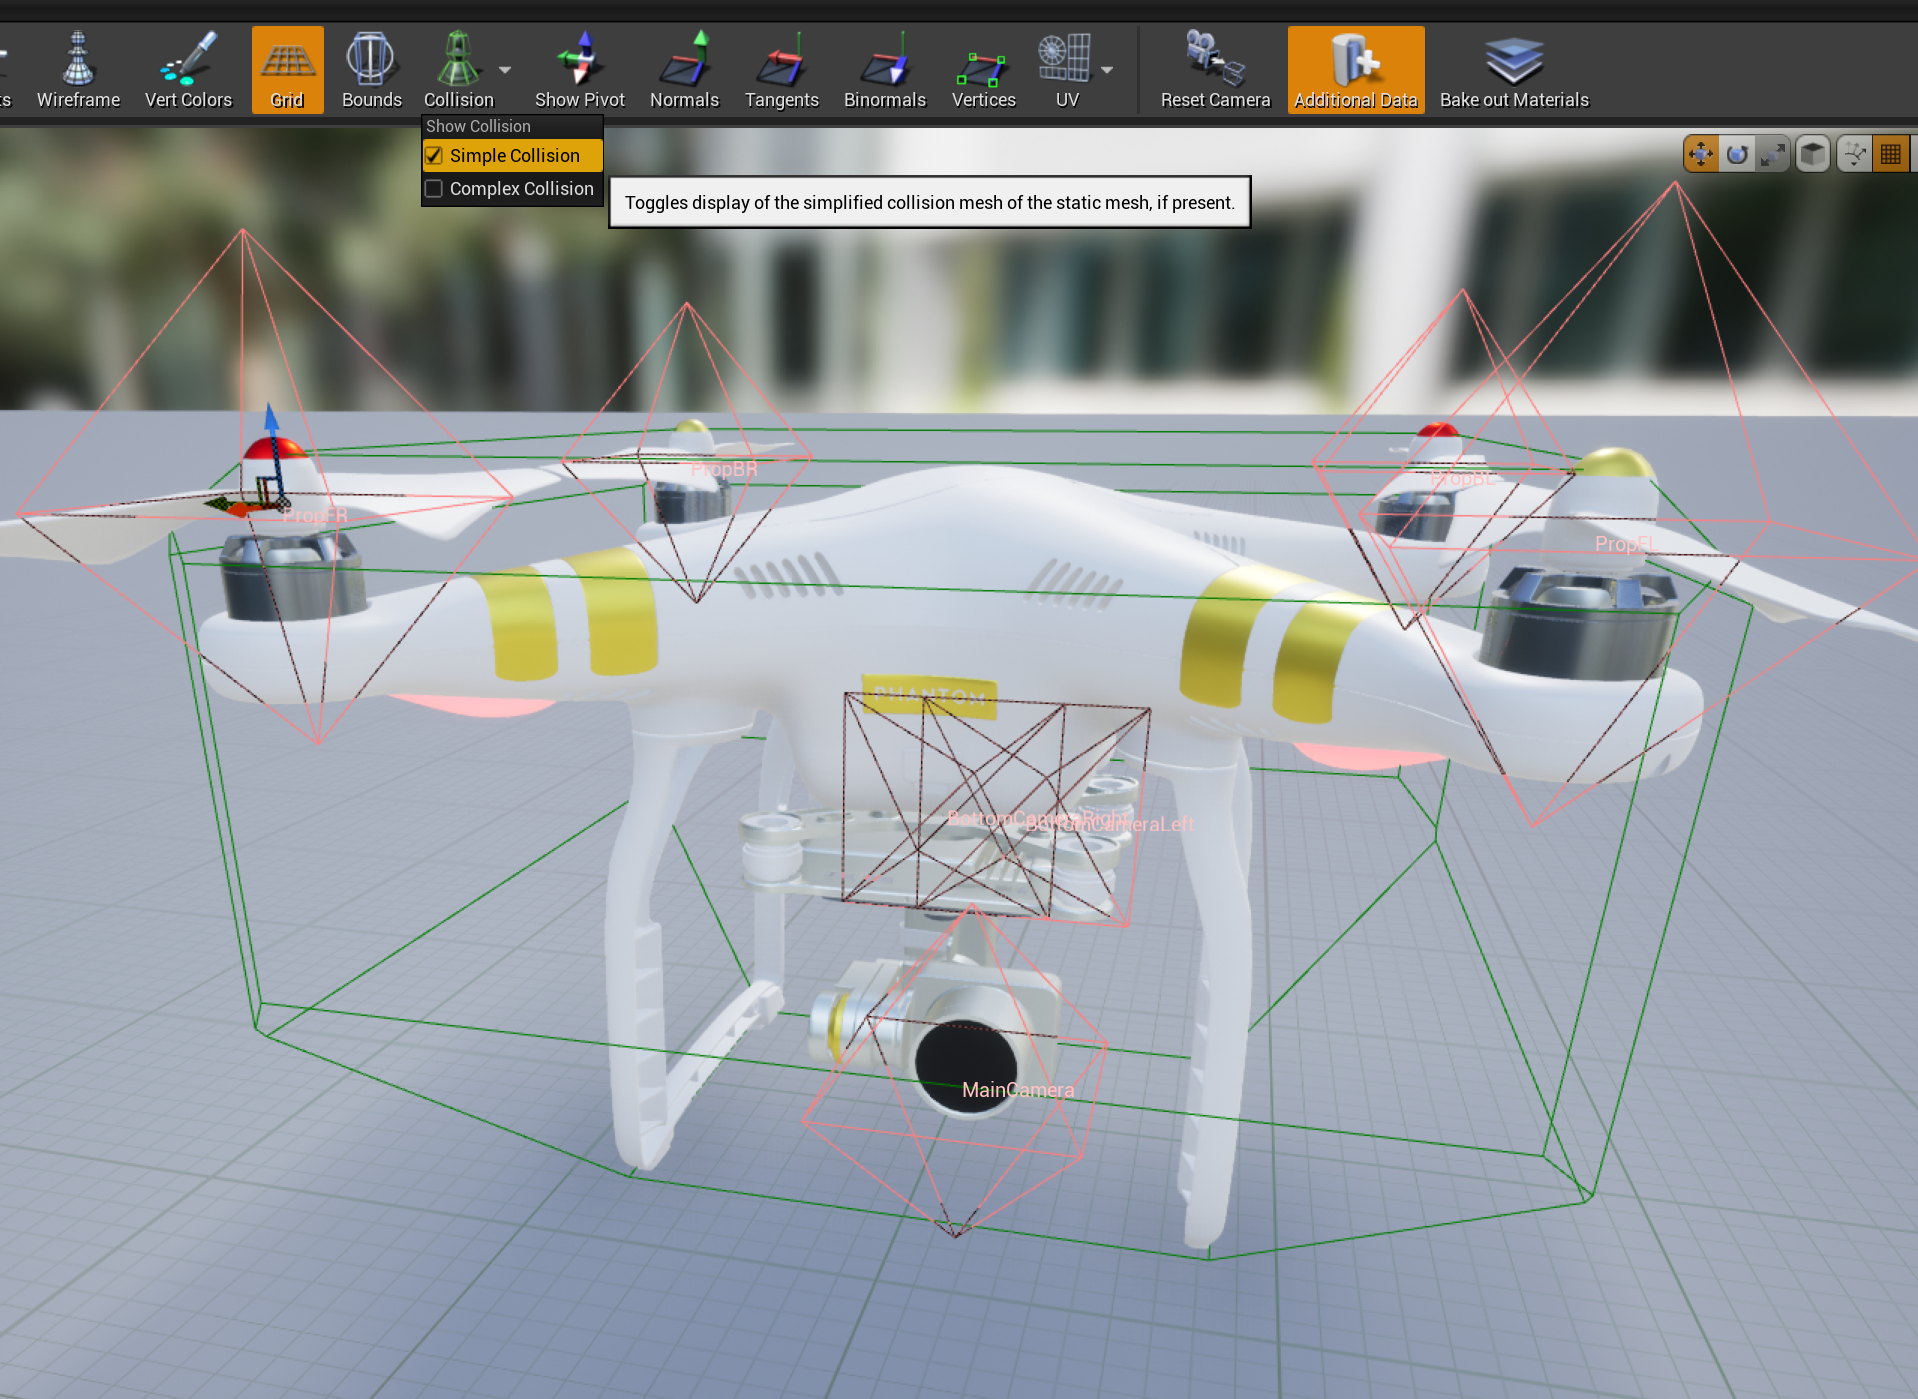 s
Wireframe
Vert Colors
Grid
Bounds
Collision
Show Pivot
Normals
Tangents
Binormals
Vertices
UV
Reset Camera
Additional Data
Bake out Materials
Show Collision
Simple Collision
Complex Collision
Toggles display of the simplified collision mesh of the static mesh, if present.
PropBR
PropBL
PropFR
PropFL
PHANTOM
BottomCameraRight
BottomCameraLeft
MainCamera